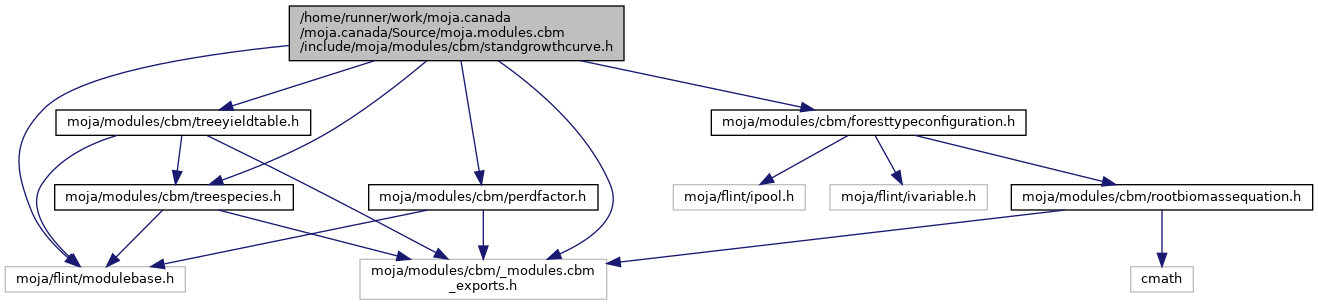 /home/runner/work/moja.canada
/moja.canada/Source/moja.modules.cbm
/include/moja/modules/cbm/standgrowthcurve.h
moja/modules/cbm/treeyieldtable.h
moja/modules/cbm/foresttypeconfiguration.h
moja/modules/cbm/treespecies.h
moja/modules/cbm/perdfactor.h
moja/flint/ipool.h
moja/flint/ivariable.h
moja/modules/cbm/rootbiomassequation.h
moja/flint/modulebase.h
moja/modules/cbm/_modules.cbm
_exports.h
cmath